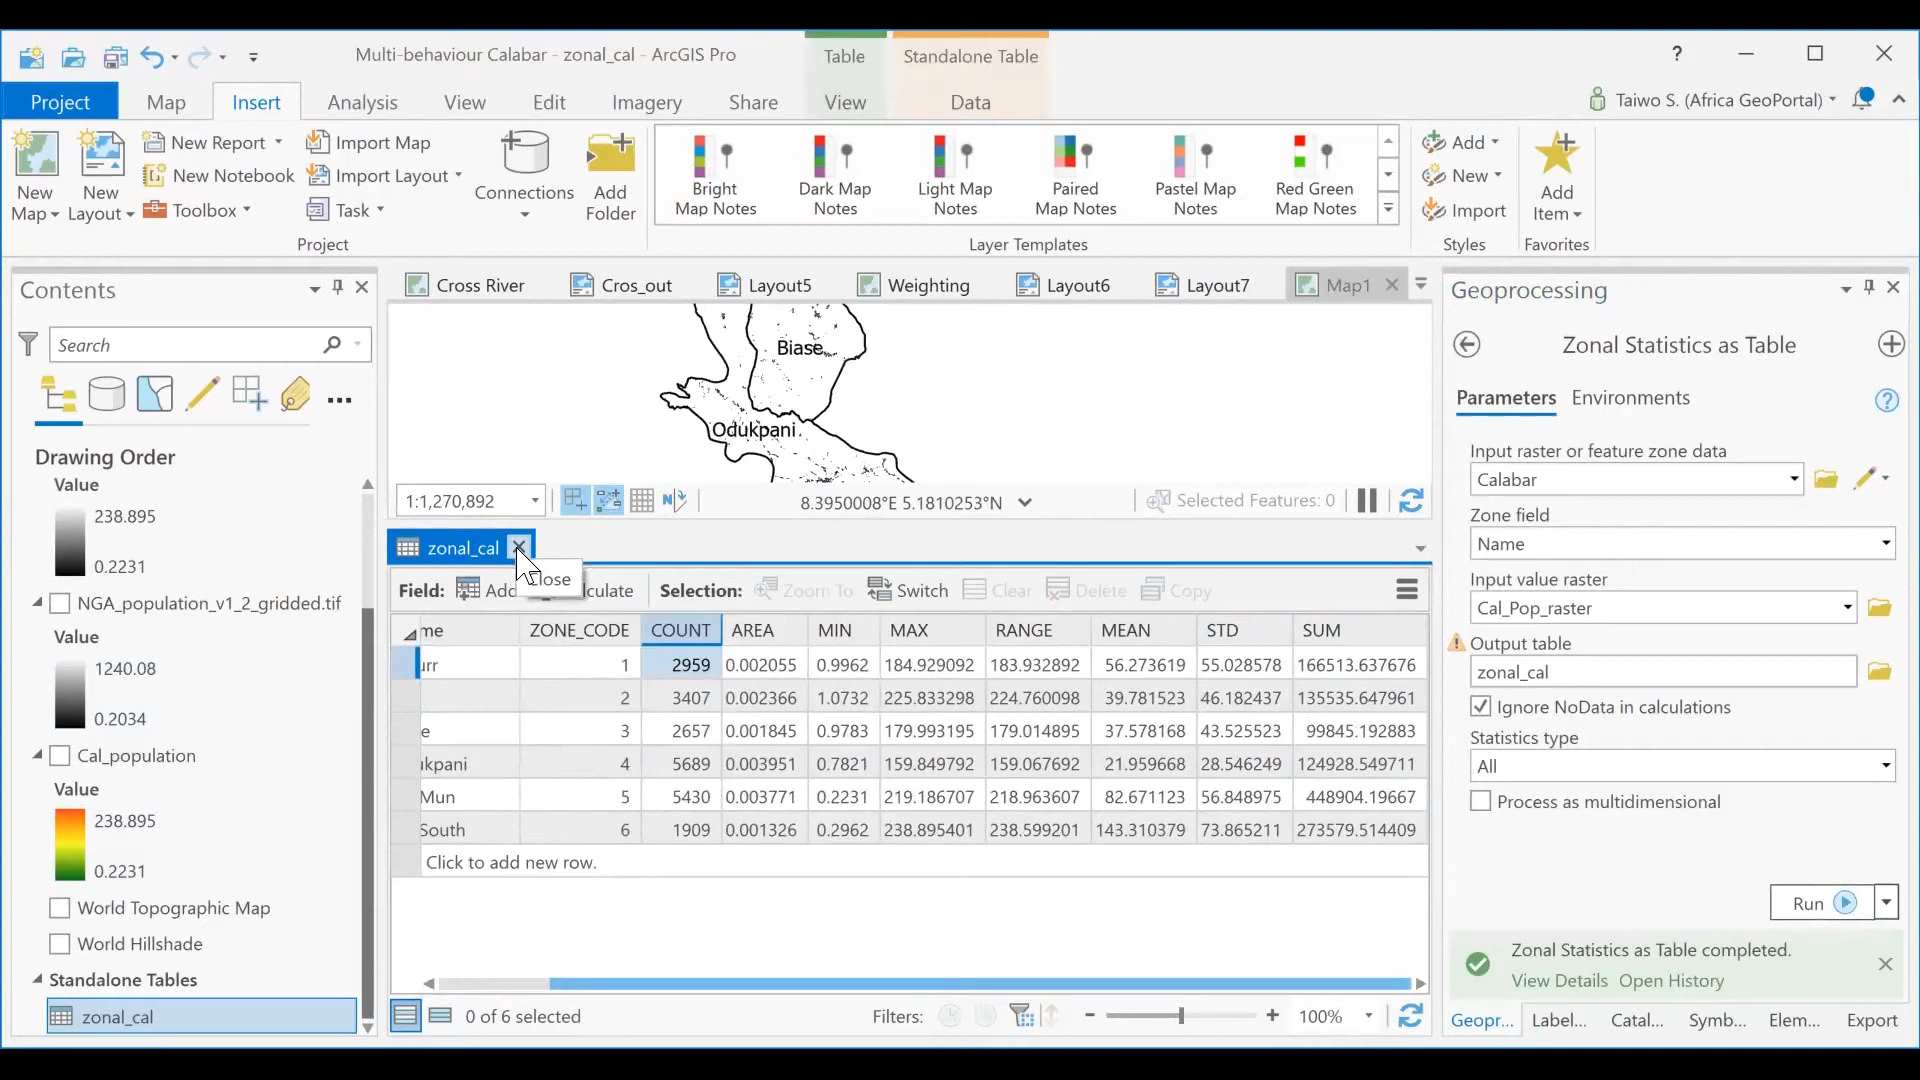 Multi-behaviour Calabar - zonal_cal - ArcGIS Pro
Table
Standalone Table
?
Project
Map
Insert
Analysis
View
Edit
Imagery
Share
View
Data
Taiwo S. (Africa GeoPortal)
New Map
New Layout
New Report
New Notebook
Toolbox
Import Map
Import Layout
Task
Connections
Add Folder
Project
Bright Map Notes
Dark Map Notes
Light Map Notes
Paired Map Notes
Pastel Map Notes
Red Green Map Notes
Layer Templates
Add
New
Import
Styles
Add Item
Favorites
Contents
Search
Drawing Order
Value
238.895
0.2231
NGA_population_v1_2_gridded.tif
Value
1240.08
0.2034
Cal_population
Value
238.895
0.2231
World Topographic Map
World Hillshade
Standalone Tables
zonal_cal
Cross River
Cros_out
Layout5
Weighting
Layout6
Layout7
Map1
Biase
Odukpani
1:1,270,892
8.3950008°E 5.1810253°N
Selected Features: 0
zonal_cal
Close
Field: Add culate Selection: Zoom To Switch Clear Delete Copy
me ZONE_CODE COUNT AREA MIN MAX RANGE MEAN STD SUM
urr 1 2959 0.002055 0.9962 184.929092 183.932892 56.273619 55.028578 166513.637676
2 3407 0.002366 1.0732 225.833298 224.760098 39.781523 46.182437 135535.647961
e 3 2657 0.001845 0.9783 179.993195 179.014895 37.578168 43.525523 99845.192883
ıkpani 4 5689 0.003951 0.7821 159.849792 159.067692 21.959668 28.546249 124928.549711
Mun 5 5430 0.003771 0.2231 219.186707 218.963607 82.671123 56.848975 448904.19667
South 6 1909 0.001326 0.2962 238.895401 238.599201 143.310379 73.865211 273579.514409
Click to add new row.
0 of 6 selected
Filters:
100%
Geoprocessing
Zonal Statistics as Table
Parameters
Environments
Input raster or feature zone data
Calabar
Zone field
Name
Input value raster
Cal_Pop_raster
Output table
zonal_cal
Ignore NoData in calculations
Statistics type
All
Process as multidimensional
Run
Zonal Statistics as Table completed.
View Details Open History
Geopr...
Label...
Catal...
Symb...
Elem...
Export